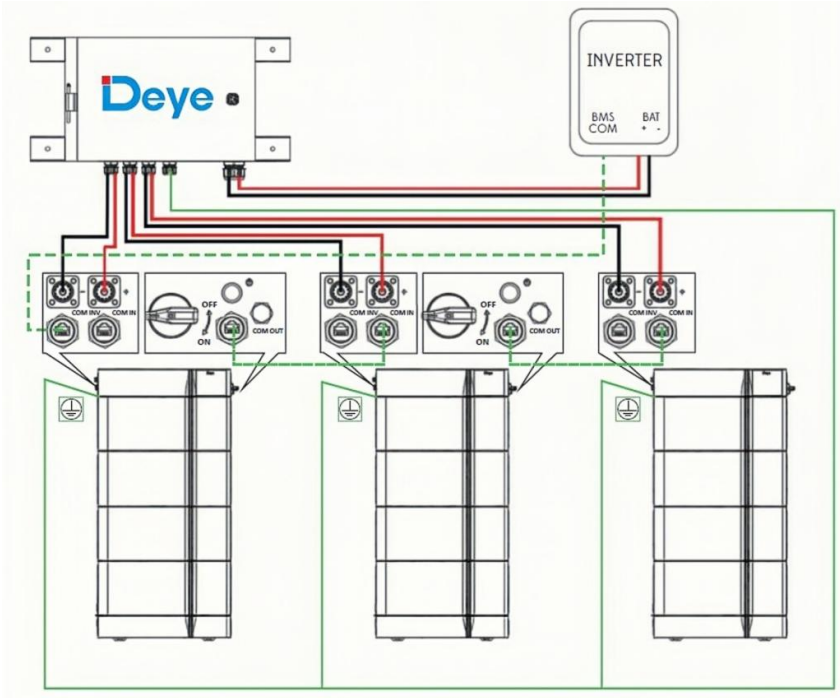 Deye
INVERTER
BMS
COM
BAT
+ -
- +
COM INV COM IN
OFF
ON
COM OUT
- +
COM INV COM IN
OFF
ON
COM OUT
- +
COM INV COM IN